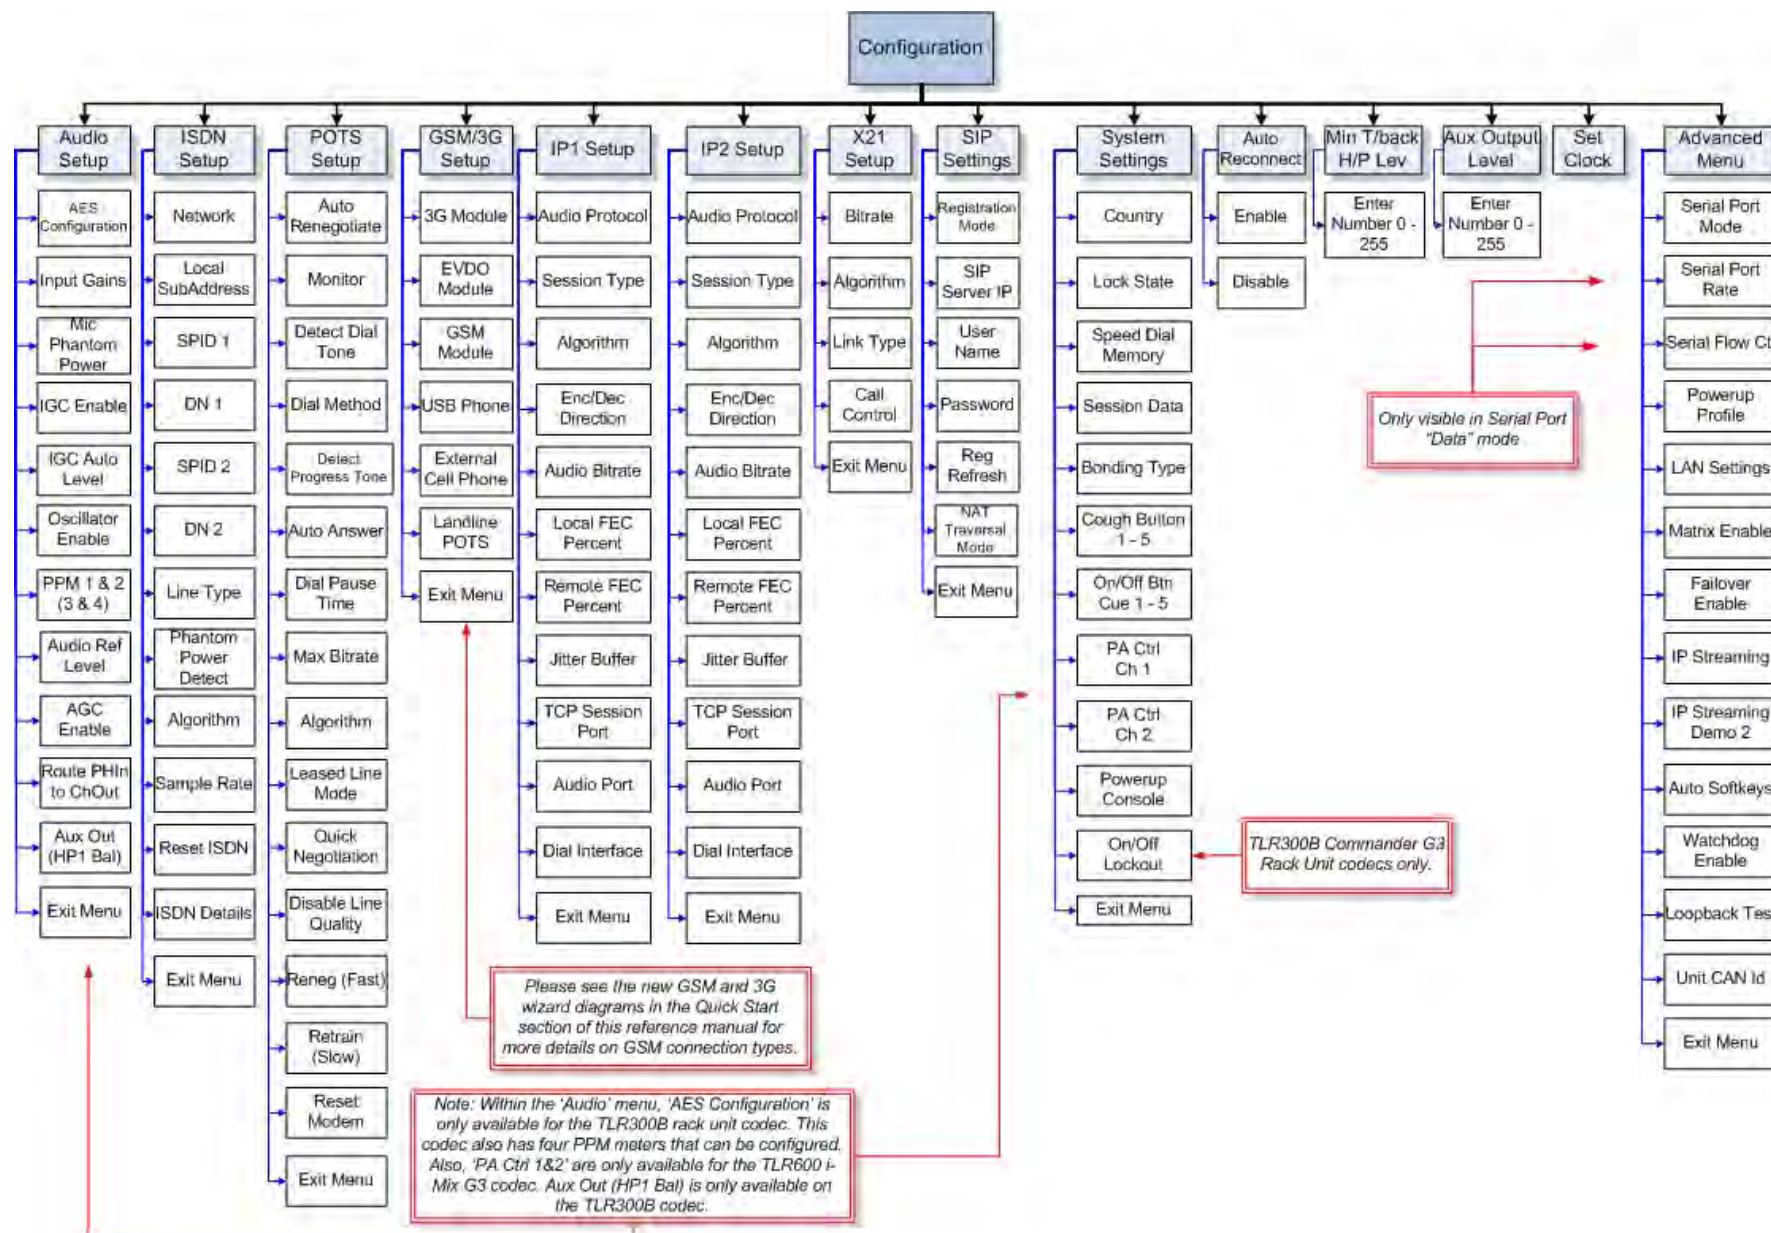 Configuration
Audio
Setup
AES
Configuration
Input Gains
Mic
Phantom
Power
IGC Enable
IGC Auto
Level
Oscillator
Enable
PPM 1 & 2
(3 & 4)
Audio Ref
Level
AGC
Enable
Route PHIn
to ChOut
Aux Out
(HP1 Bal)
Exit Menu
ISDN
Setup
Network
Local
SubAddress
SPID 1
DN 1
SPID 2
DN 2
Line Type
Phantom
Power
Detect
Algorithm
Sample Rate
Reset ISDN
ISDN Details
Exit Menu
POTS
Setup
Auto
Renegotiate
Monitor
Detect Dial
Tone
Dial Method
Detect
Progress Tone
Auto Answer
Dial Pause
Time
Max Bitrate
Algorithm
Leased Line
Mode
Quick
Negotiation
Disable Line
Quality
Reneg (Fast)
Retrain
(Slow)
Reset
Modem
Exit Menu
GSM/3G
Setup
3G Module
EVDO
Module
GSM
Module
USB Phone
External
Cell Phone
Landline
POTS
Exit Menu
IP1 Setup
Audio Protocol
Session Type
Algorithm
Enc/Dec
Direction
Audio Bitrate
Local FEC
Percent
Remote FEC
Percent
Jitter Buffer
TCP Session
Port
Audio Port
Dial Interface
Exit Menu
IP2 Setup
Audio Protocol
Session Type
Algorithm
Enc/Dec
Direction
Audio Bitrate
Local FEC
Percent
Remote FEC
Percent
Jitter Buffer
TCP Session
Port
Audio Port
Dial Interface
Exit Menu
X21
Setup
Bitrate
Algorithm
Link Type
Call
Control
Exit Menu
SIP
Settings
Registration
Mode
SIP
Server IP
User
Name
Password
Reg
Refresh
NAT
Traversal
Mode
Exit Menu
System
Settings
Country
Lock State
Speed Dial
Memory
Session Data
Bonding Type
Cough Button
1 - 5
On/Off Btn
Cue 1 - 5
PA Ctrl
Ch 1
PA Ctrl
Ch 2
Powerup
Console
On/Off
Lockout
Exit Menu
Auto
Reconnect
Enable
Disable
Min T/back
H/P Lev
Enter
Number 0 -
255
Aux Output
Level
Enter
Number 0 -
255
Set
Clock
Advanced
Menu
Serial Port
Mode
Serial Port
Rate
Serial Flow Ct
Powerup
Profile
LAN Settings
Matrix Enable
Failover
Enable
IP Streaming
IP Streaming
Demo 2
Auto Softkeys
Watchdog
Enable
Loopback Tes
Unit CAN Id
Exit Menu
Only visible in Serial Port
"Data" mode
TLR300B Commander G3
Rack Unit codecs only.
Please see the new GSM and 3G
wizard diagrams in the Quick Start
section of this reference manual for
more details on GSM connection types.
Note: Within the 'Audio' menu, 'AES Configuration' is
only available for the TLR300B rack unit codec. This
codec also has four PPM meters that can be configured.
Also, 'PA Ctrl 1&2' are only available for the TLR600 i-
Mix G3 codec. Aux Out (HP1 Bal) is only available on
the TLR300B codec.